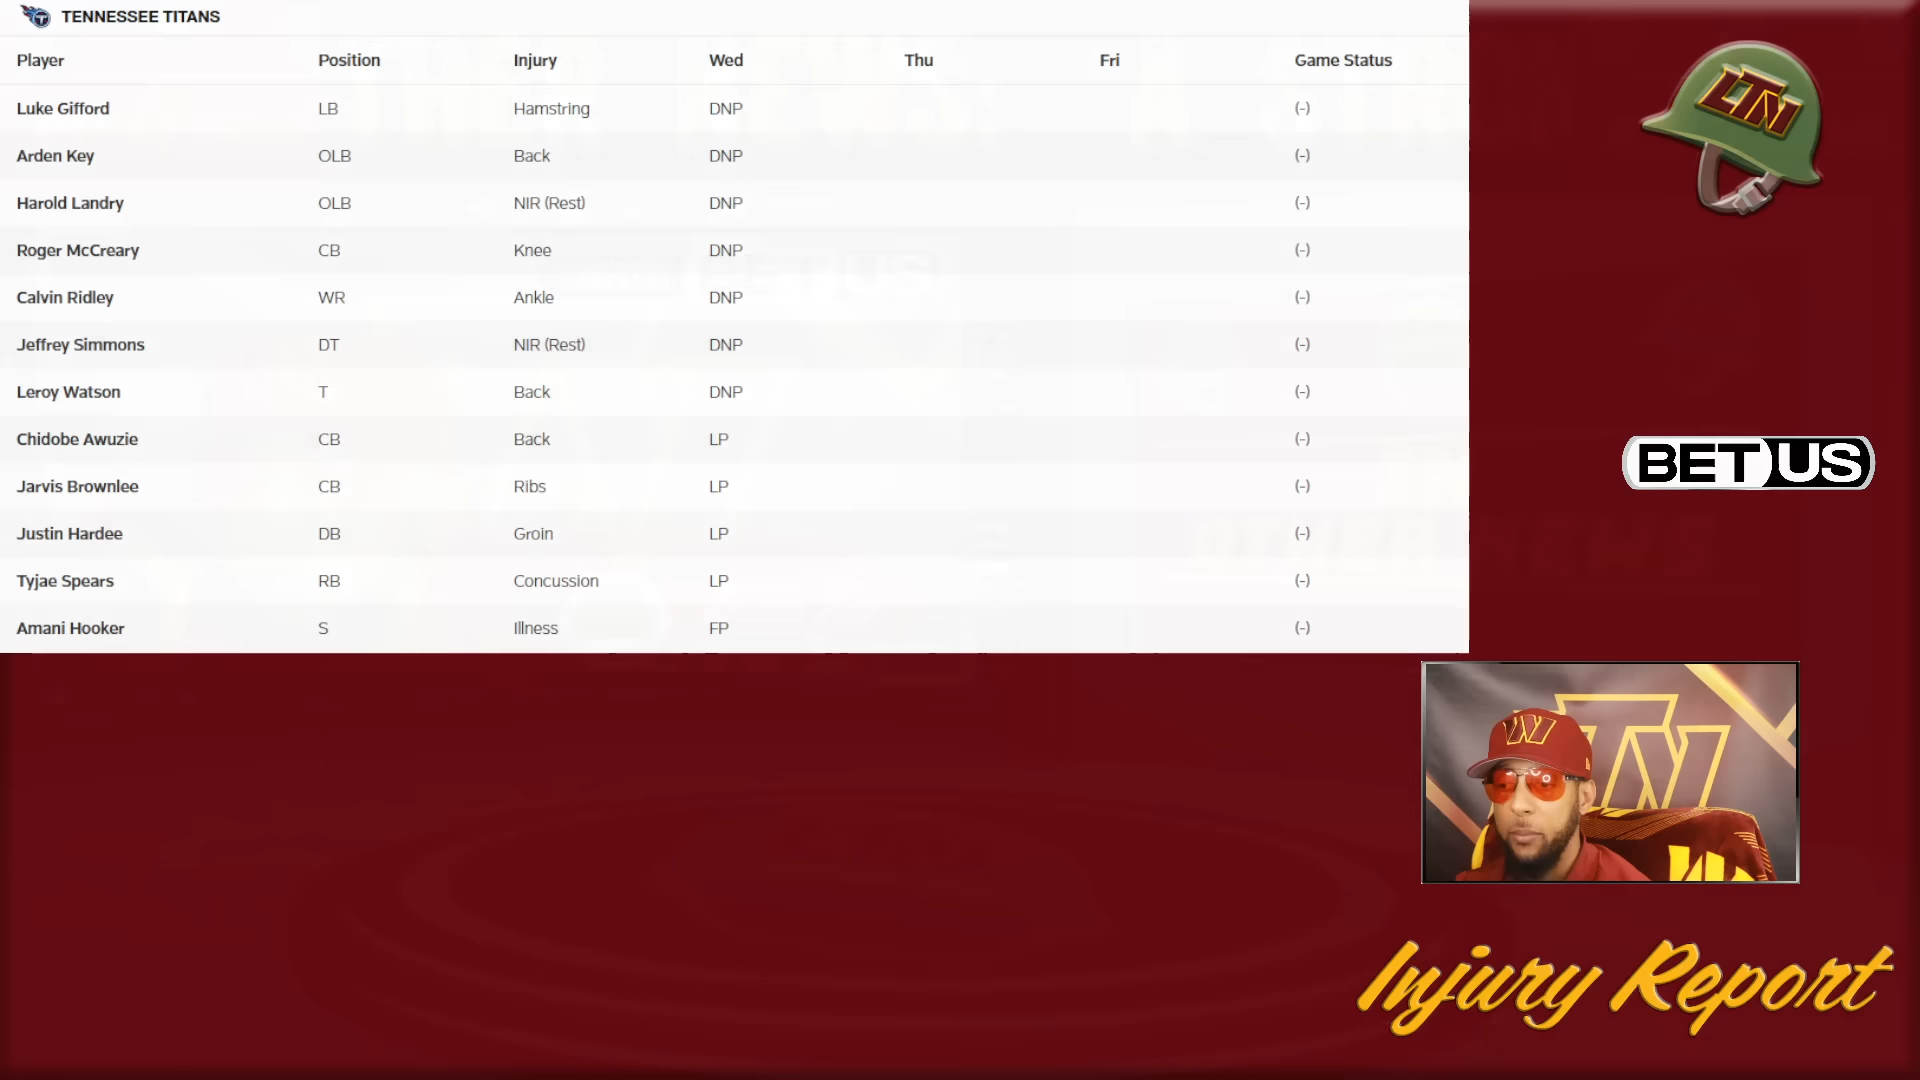 TENNESSEE TITANS
Player Position Injury Wed Thu Fri Game Status
Luke Gifford LB Hamstring DNP (-)
Arden Key OLB Back DNP (-)
Harold Landry OLB NIR (Rest) DNP (-)
Roger McCreary CB Knee DNP (-)
Calvin Ridley WR Ankle DNP (-)
Jeffrey Simmons DT NIR (Rest) DNP (-)
Leroy Watson T Back DNP (-)
Chidobe Awuzie CB Back LP (-)
Jarvis Brownlee CB Ribs LP (-)
Justin Hardee DB Groin LP (-)
Tyjae Spears RB Concussion LP (-)
Amani Hooker S Illness FP (-)
LTN
BETUS
W
LTN
W
Injury Report